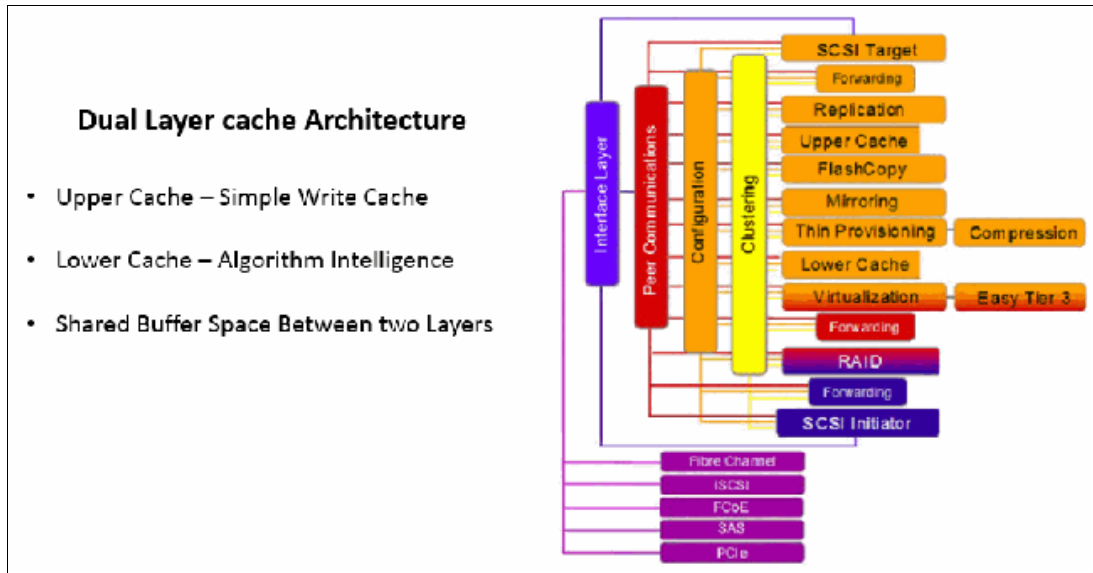 Dual Layer cache Architecture
• Upper Cache – Simple Write Cache
• Lower Cache – Algorithm Intelligence
• Shared Buffer Space Between two Layers
Interface Layer
Peer Communications
Configuration
Clustering
SCSI Target
Forwarding
Replication
Upper Cache
FlashCopy
Mirroring
Thin Provisioning
Compression
Lower Cache
Virtualization
Easy Tier 3
Forwarding
RAID
Forwarding
SCSI Initiator
Fibre Channel
iSCSI
FCoE
SAS
PCIe